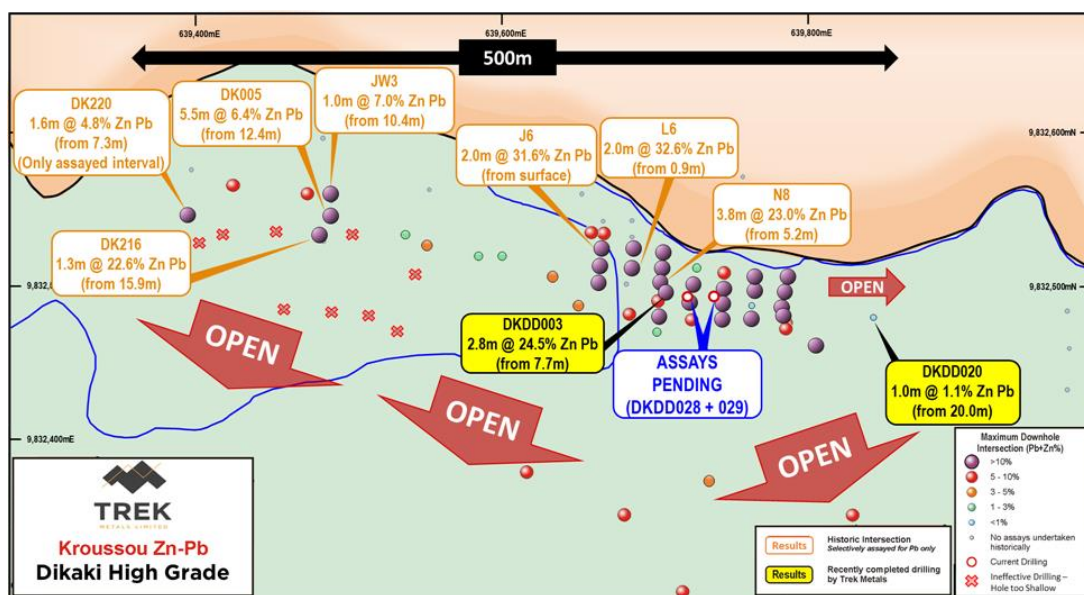 639,400mE
639,600mE
639,800mE
500m
DK220
1.6m @ 4.8% Zn Pb
(from 7.3m)
(Only assayed interval)
DK005
5.5m @ 6.4% Zn Pb
(from 12.4m)
JW3
1.0m @ 7.0% Zn Pb
(from 10.4m)
J6
2.0m @ 31.6% Zn Pb
(from surface)
L6
2.0m @ 32.6% Zn Pb
(from 0.9m)
N8
3.8m @ 23.0% Zn Pb
(from 5.2m)
9,832,600mN
DK216
1.3m @ 22.6% Zn Pb
(from 15.9m)
9,832,500mN
OPEN
OPEN
OPEN
OPEN
DKDD003
2.8m @ 24.5% Zn Pb
(from 7.7m)
ASSAYS
PENDING
(DKDD028 + 029)
DKDD020
1.0m @ 1.1% Zn Pb
(from 20.0m)
9,832,400mE
TREK
METALS LIMITED
Kroussou Zn-Pb
Dikaki High Grade
Results
Historic Intersection
Selectively assayed for Pb only
Results
Recently completed drilling
by Trek Metals
Maximum Downhole
Intersection (Pb+Zn%)
>10%
5 - 10%
3 - 5%
1 - 3%
<1%
No assays undertaken
historically
Current Drilling
Ineffective Drilling –
Hole too Shallow